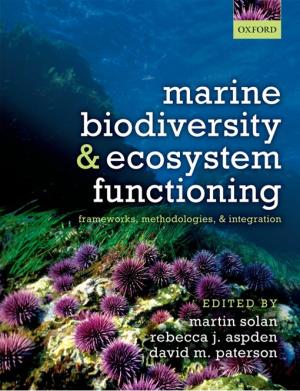 OXFORD
marine
biodiversity
& ecosystem
functioning
frameworks, methodologies, & integration
EDITED BY
martin solan
rebecca j. aspden
david m. paterson